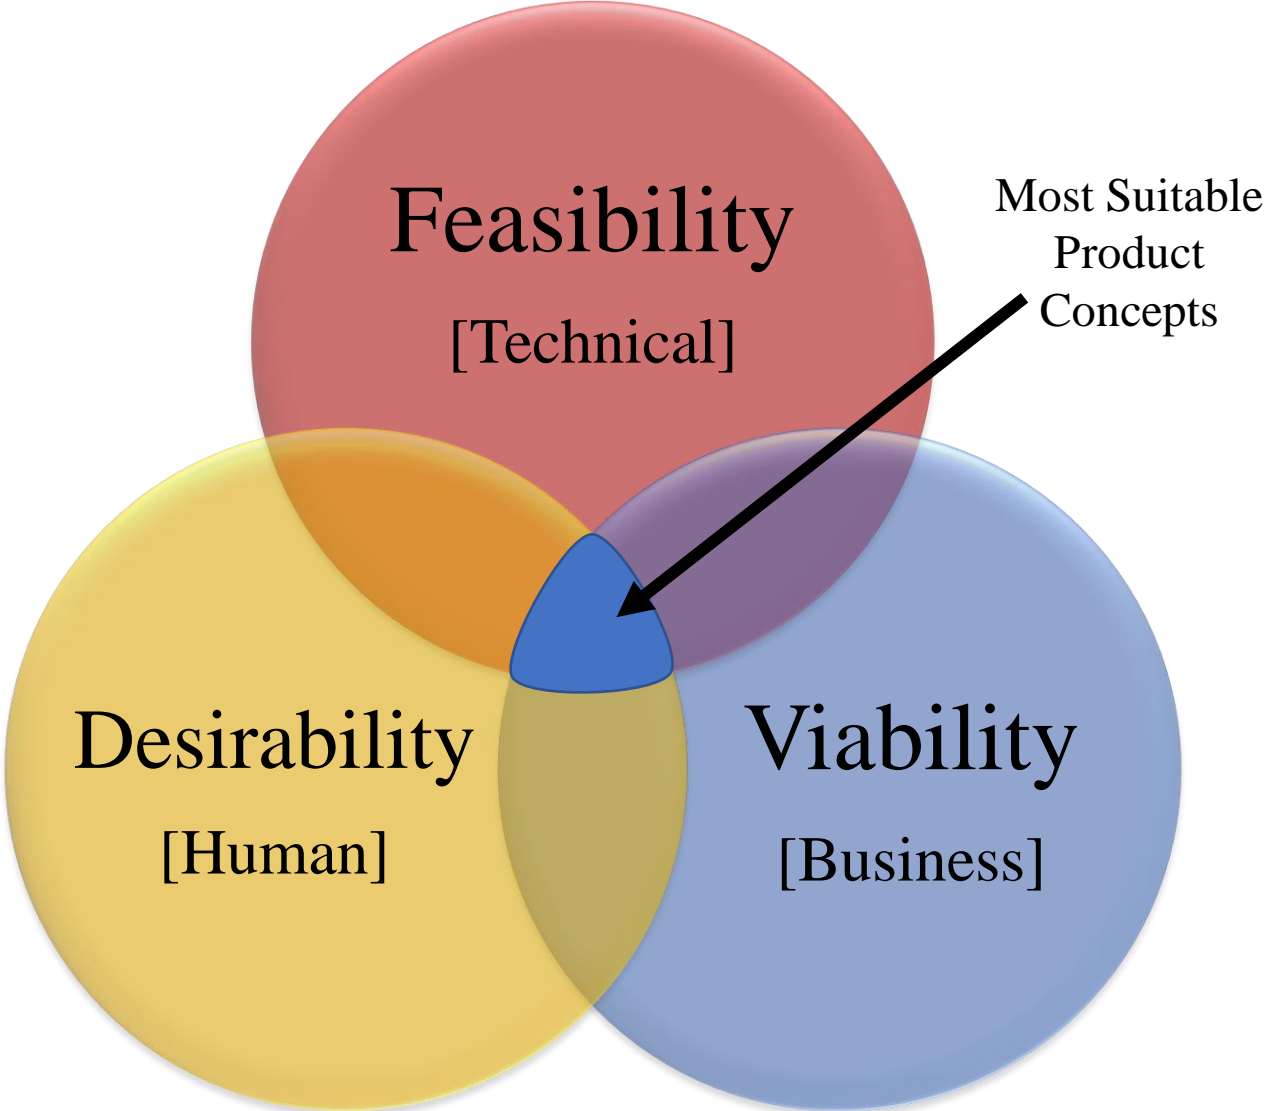 Feasibility
[Technical]
Most Suitable
Product
Concepts
Desirability
[Human]
Viability
[Business]